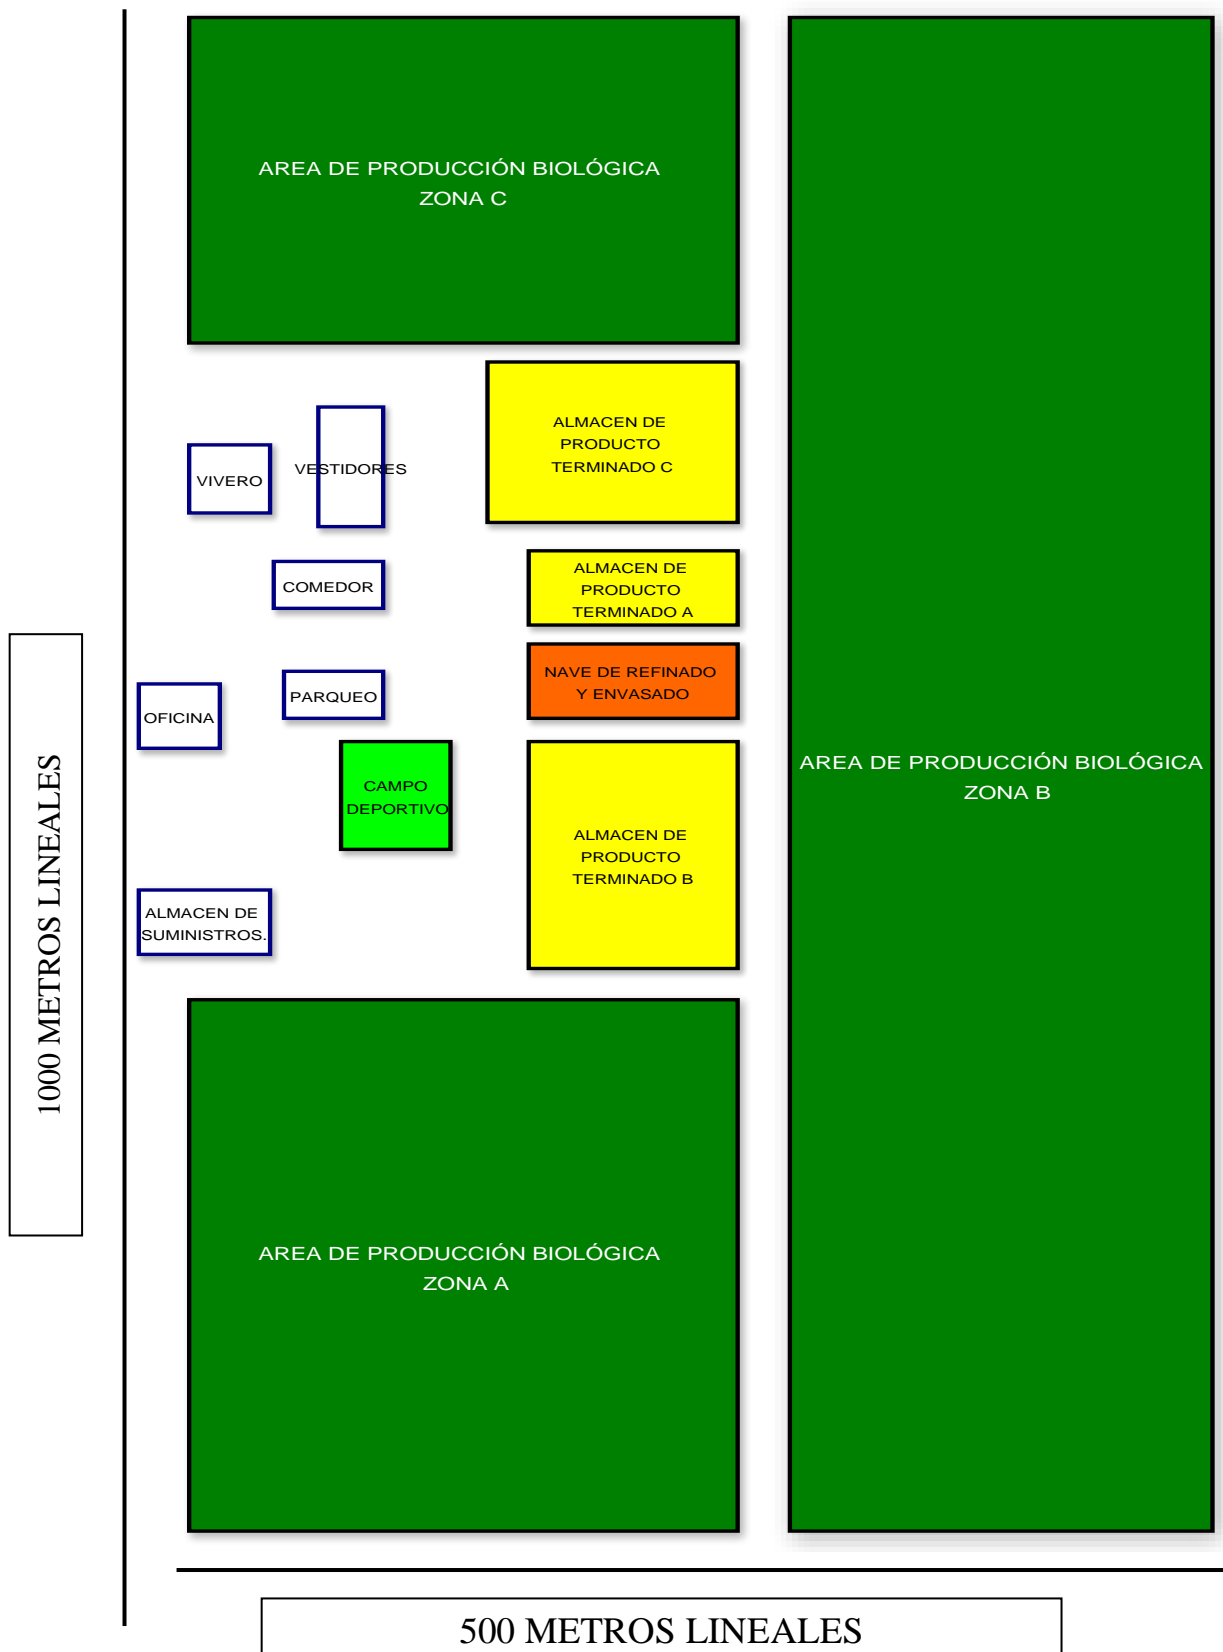 AREA DE PRODUCCIÓN BIOLÓGICA
ZONA C
ALMACEN DE
PRODUCTO
TERMINADO C
VESTIDORES
VIVERO
ALMACEN DE
PRODUCTO
TERMINADO A
COMEDOR
NAVE DE REFINADO
Y ENVASADO
PARQUEO
OFICINA
AREA DE PRODUCCIÓN BIOLÓGICA
ZONA B
CAMPO
DEPORTIVO
ALMACEN DE
PRODUCTO
TERMINADO B
ALMACEN DE
SUMINISTROS.
1000 METROS LINEALES
AREA DE PRODUCCIÓN BIOLÓGICA
ZONA A
500 METROS LINEALES